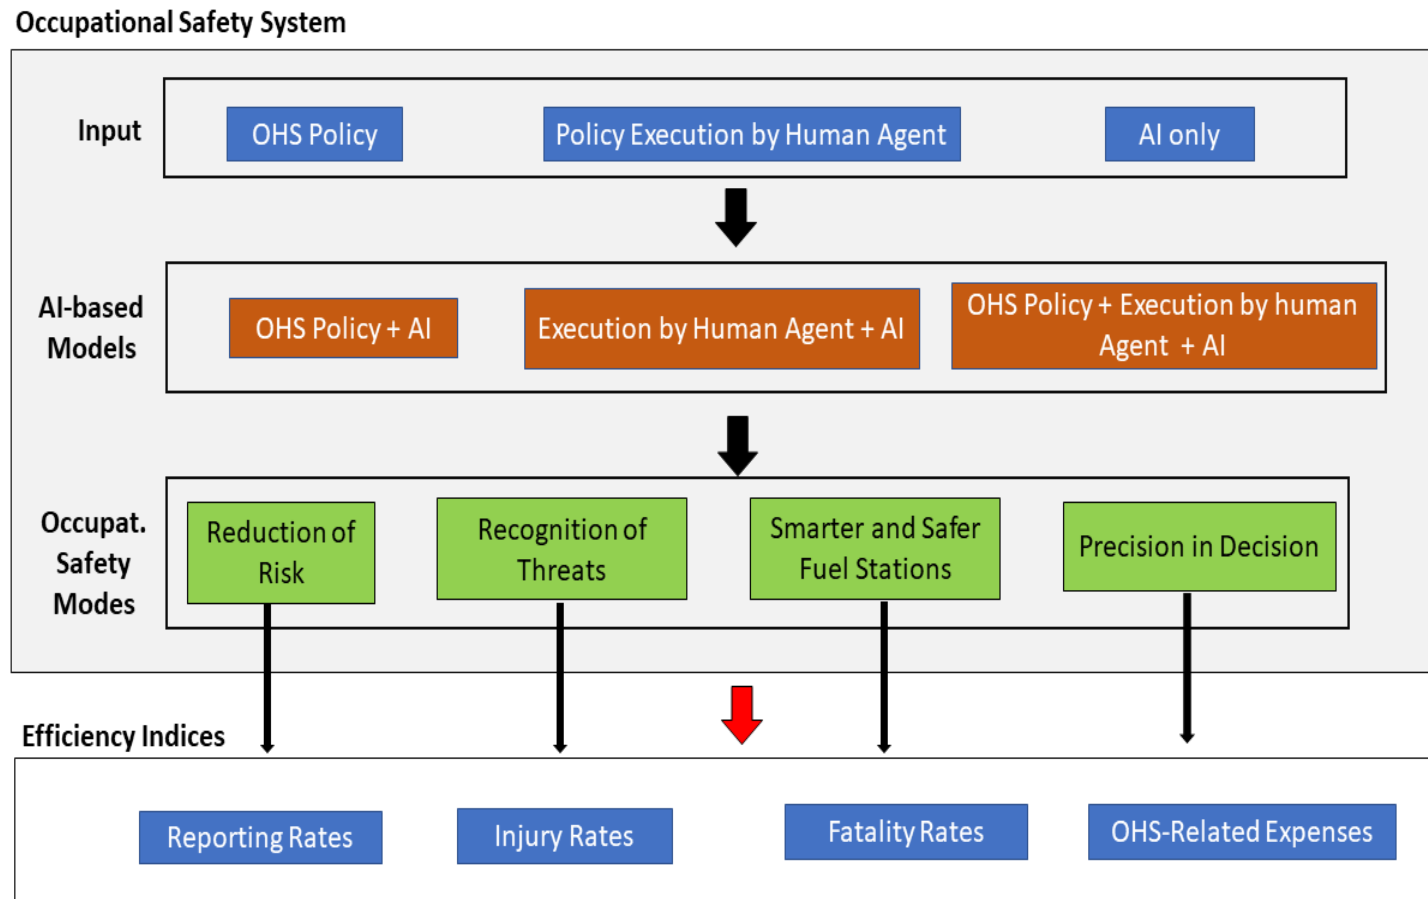 Occupational Safety System
Input
OHS Policy
Policy Execution by Human Agent
AI only
AI-based
Models
OHS Policy + AI
Execution by Human Agent + AI
OHS Policy + Execution by human
Agent + AI
Occupat.
Safety
Modes
Reduction of
Risk
Recognition of
Threats
Smarter and Safer
Fuel Stations
Precision in Decision
Efficiency Indices
Reporting Rates
Injury Rates
Fatality Rates
OHS-Related Expenses